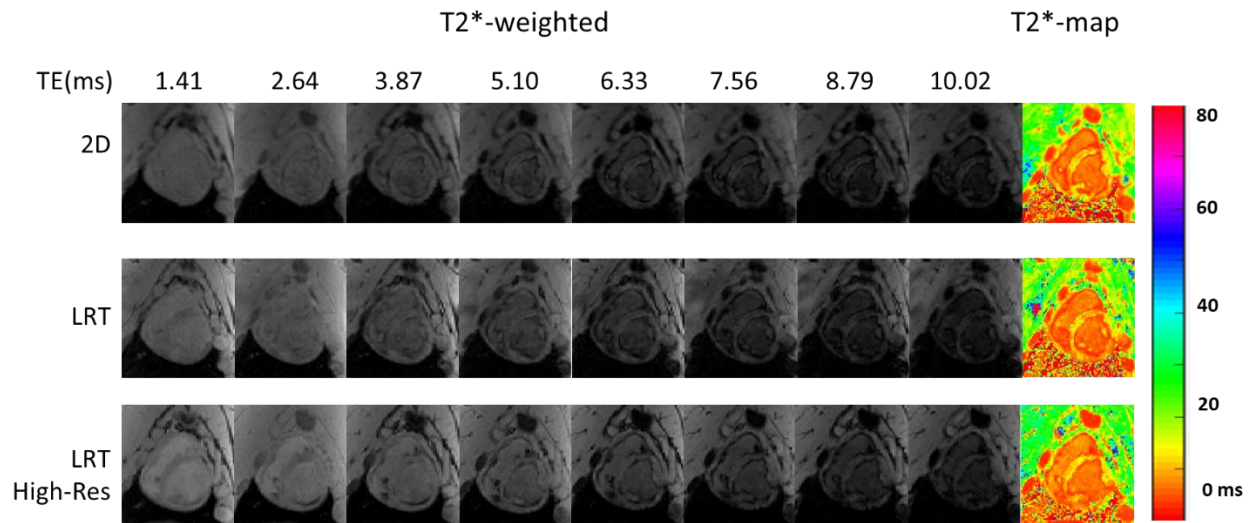 T2*-weighted T2*-map
TE(ms) 1.41 2.64 3.87 5.10 6.33 7.56 8.79 10.02
2D
LRT
LRT
High-Res
80
60
40
20
0 ms